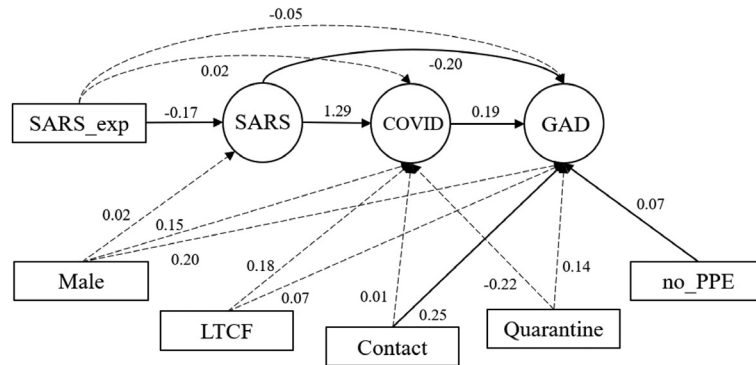 -0.05
0.02
-0.20
SARS_exp
-0.17
SARS
1.29
COVID
0.19
GAD
0.02
0.15
0.20
0.18
0.07
0.01
0.25
-0.22
0.14
0.07
Male
LTCF
Contact
Quarantine
no_PPE